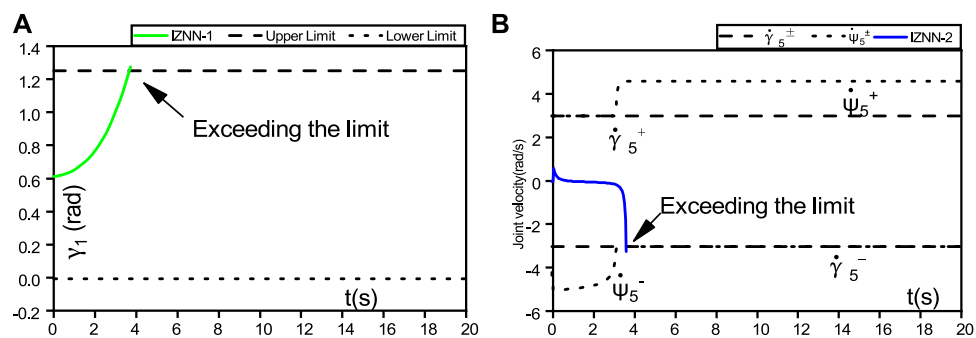 A
IZNN-1 Upper Limit Lower Limit
1.4
1.2
1.0
0.8
0.6
0.4
0.2
0.0
-0.2
γ1 (rad)
Exceeding the limit
t(s)
0 2 4 6 8 10 12 14 16 18 20
B
γ̇5± ψ̇5± IZNN-2
6
4
2
0
-2
-4
-6
Joint velocity(rad/s)
ψ̇5+
γ̇5+
Exceeding the limit
γ̇5-
ψ̇5-
t(s)
0 2 4 6 8 10 12 14 16 18 20